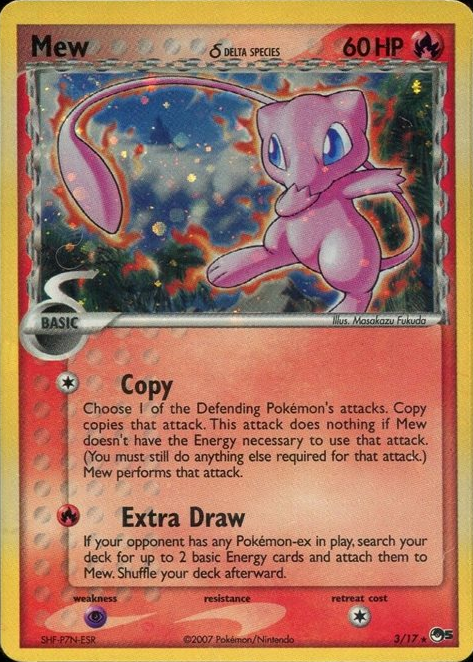 Mew δ DELTA SPECIES 60 HP
δ
BASIC
Illus. Masakazu Fukuda
Copy
Choose 1 of the Defending Pokémon's attacks. Copy
copies that attack. This attack does nothing if Mew
doesn't have the Energy necessary to use that attack.
(You must still do anything else required for that attack.)
Mew performs that attack.
Extra Draw
If your opponent has any Pokémon-ex in play, search your
deck for up to 2 basic Energy cards and attach them to
Mew. Shuffle your deck afterward.
weakness resistance retreat cost
SHF-P7N-ESR ©2007 Pokémon/Nintendo 3/17 ★ 5